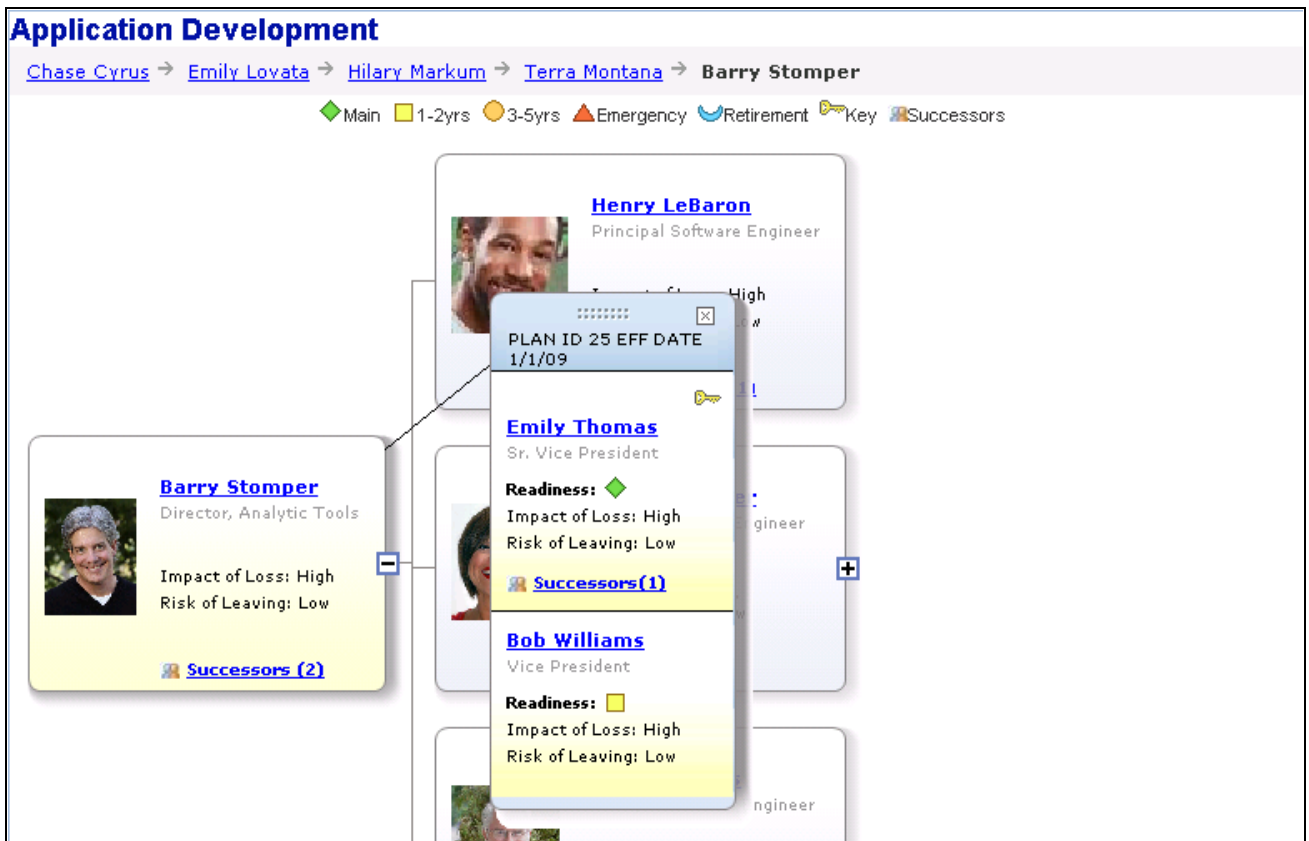 Application Development
Chase Cyrus → Emily Lovata → Hilary Markum → Terra Montana → Barry Stomper
Main 1-2yrs 3-5yrs Emergency Retirement Key Successors
Henry LeBaron
Principal Software Engineer
High
PLAN ID 25 EFF DATE
1/1/09
Emily Thomas
Sr. Vice President
Readiness:
Impact of Loss: High
Risk of Leaving: Low
Successors(1)
Bob Williams
Vice President
Readiness:
Impact of Loss: High
Risk of Leaving: Low
Barry Stomper
Director, Analytic Tools
Impact of Loss: High
Risk of Leaving: Low
Successors (2)
gineer
ngineer